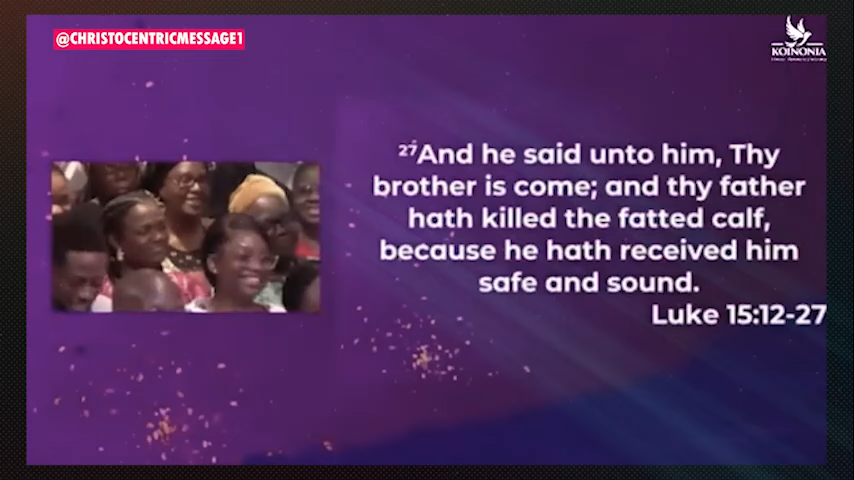 @CHRISTOCENTRICMESSAGE1
KOINONIA
27And he said unto him, Thy
brother is come; and thy father
hath killed the fatted calf,
because he hath received him
safe and sound.
Luke 15:12-27